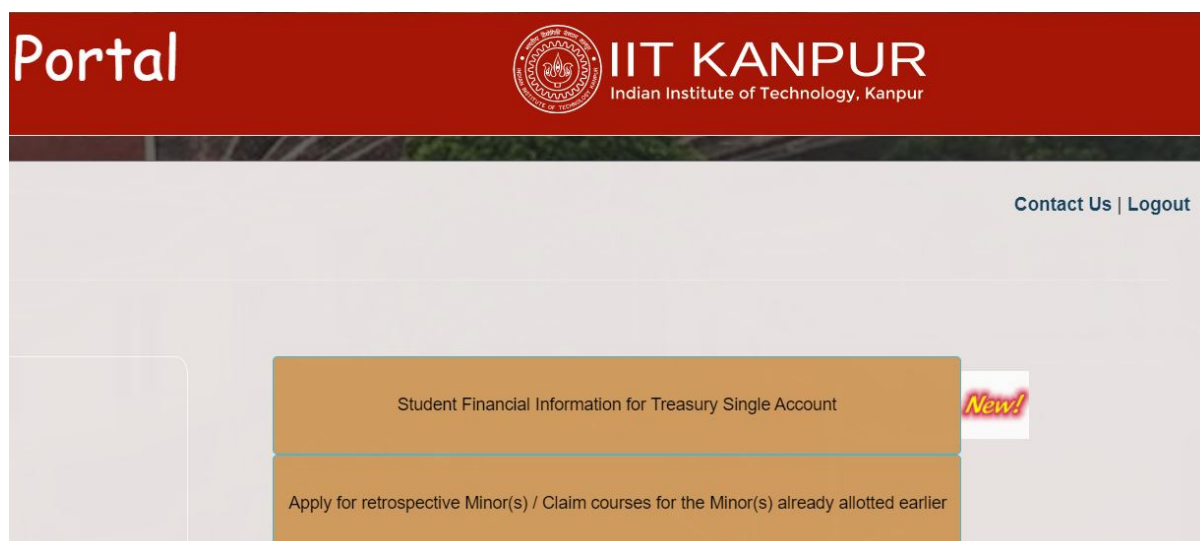 Portal
IIT KANPUR
Indian Institute of Technology, Kanpur
Contact Us | Logout
Student Financial Information for Treasury Single Account
New!
Apply for retrospective Minor(s) / Claim courses for the Minor(s) already allotted earlier